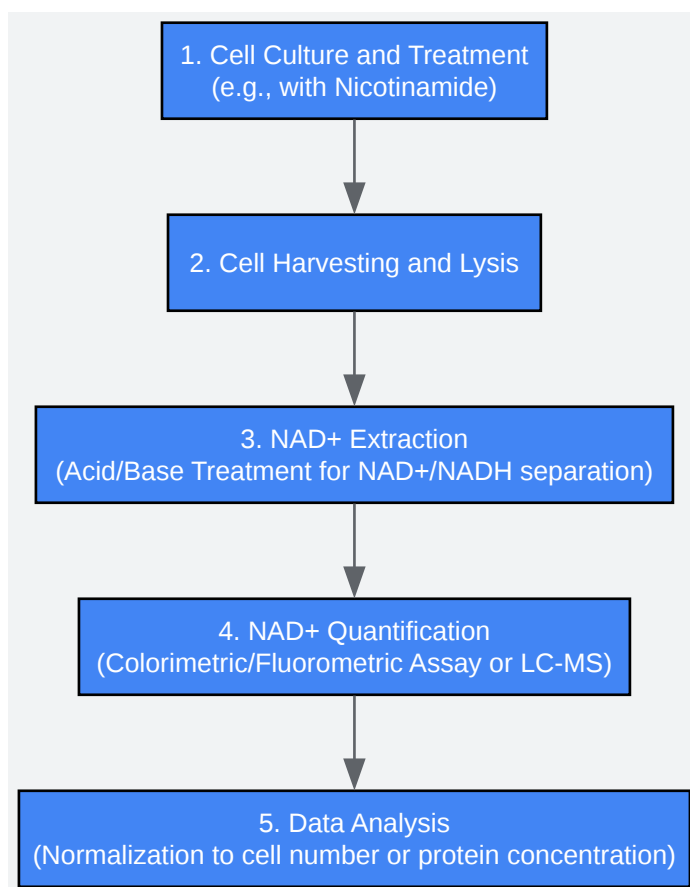 1. Cell Culture and Treatment
(e.g., with Nicotinamide)
2. Cell Harvesting and Lysis
3. NAD+ Extraction
(Acid/Base Treatment for NAD+/NADH separation)
4. NAD+ Quantification
(Colorimetric/Fluorometric Assay or LC-MS)
5. Data Analysis
(Normalization to cell number or protein concentration)